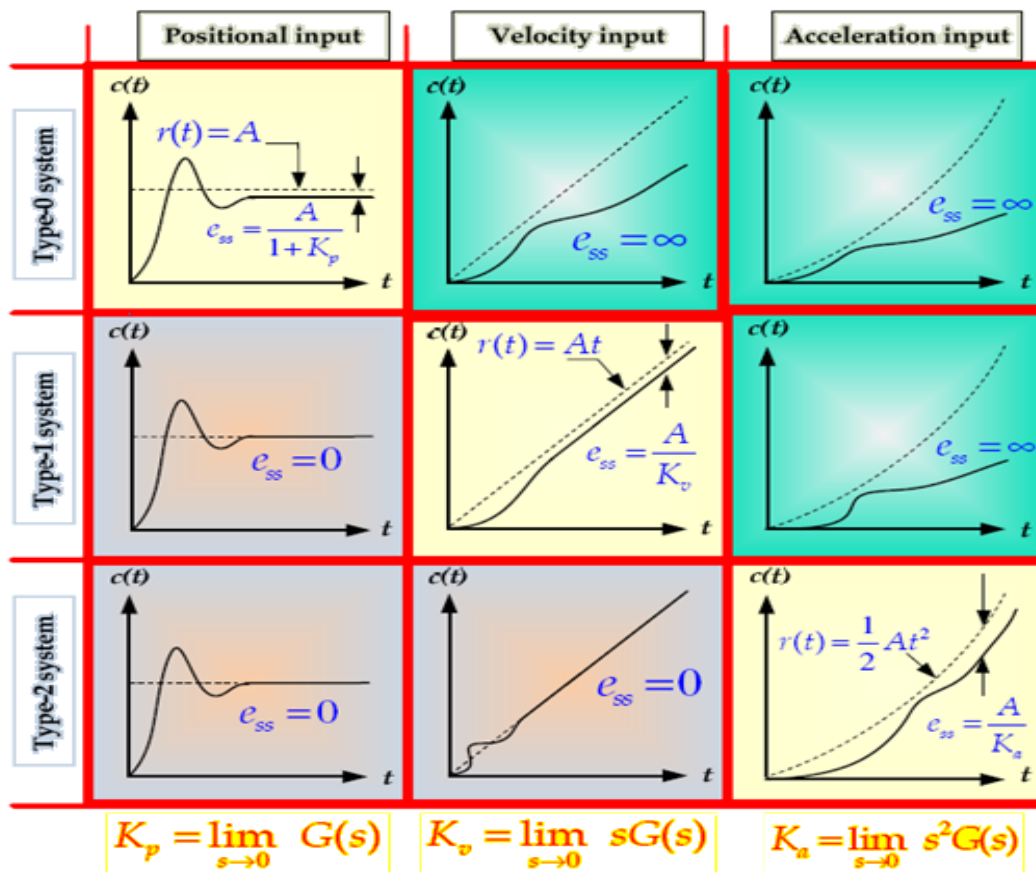 Positional input
Velocity input
Acceleration input
Type-0 system
c(t)
r(t) = A
e_ss = A / (1 + K_p)
t
c(t)
e_ss = ∞
t
c(t)
e_ss = ∞
t
Type-1 system
c(t)
e_ss = 0
t
c(t)
r(t) = At
e_ss = A / K_v
t
c(t)
e_ss = ∞
t
Type-2 system
c(t)
e_ss = 0
t
c(t)
e_ss = 0
t
c(t)
r(t) = 1/2 At²
e_ss = A / K_a
t
K_p = lim s→0 G(s)
K_v = lim s→0 sG(s)
K_a = lim s→0 s²G(s)